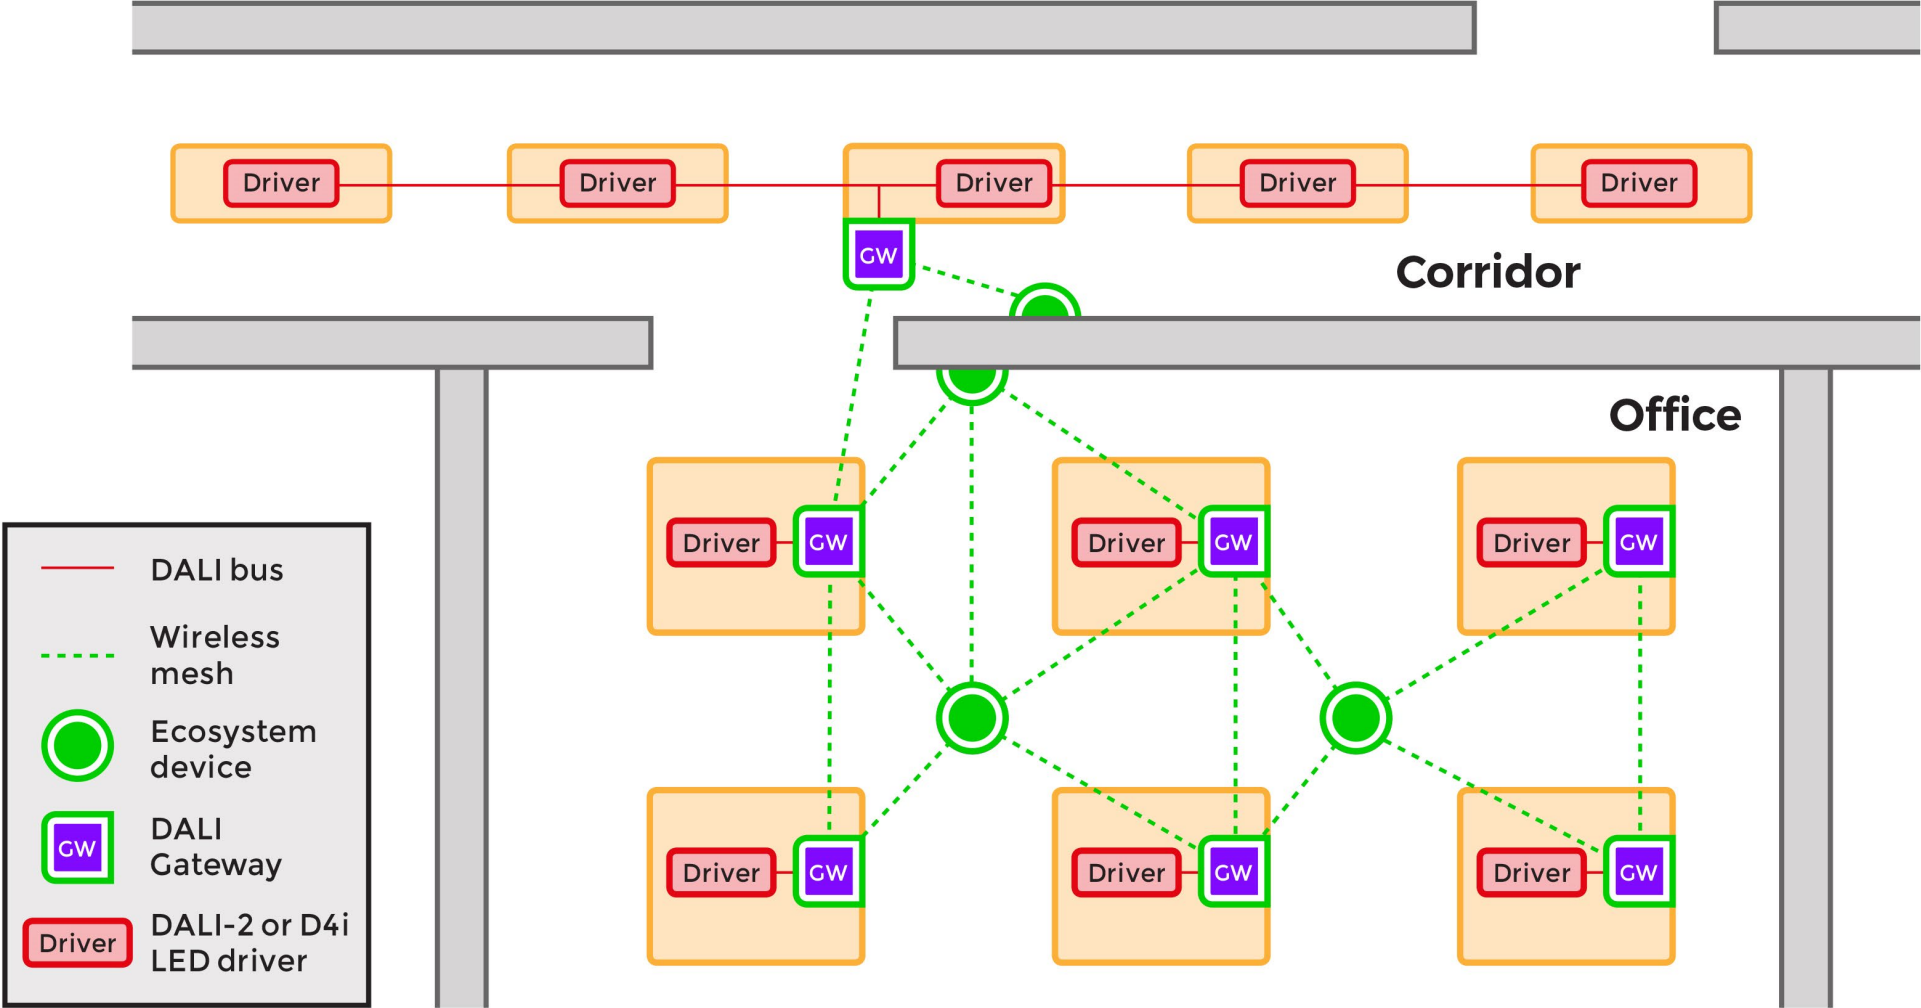 Driver
Driver
Driver
Driver
Driver
GW
Corridor
Office
Driver
GW
Driver
GW
Driver
GW
Driver
GW
Driver
GW
Driver
GW
DALI bus
Wireless
mesh
Ecosystem
device
GW
DALI
Gateway
Driver
DALI-2 or D4i
LED driver